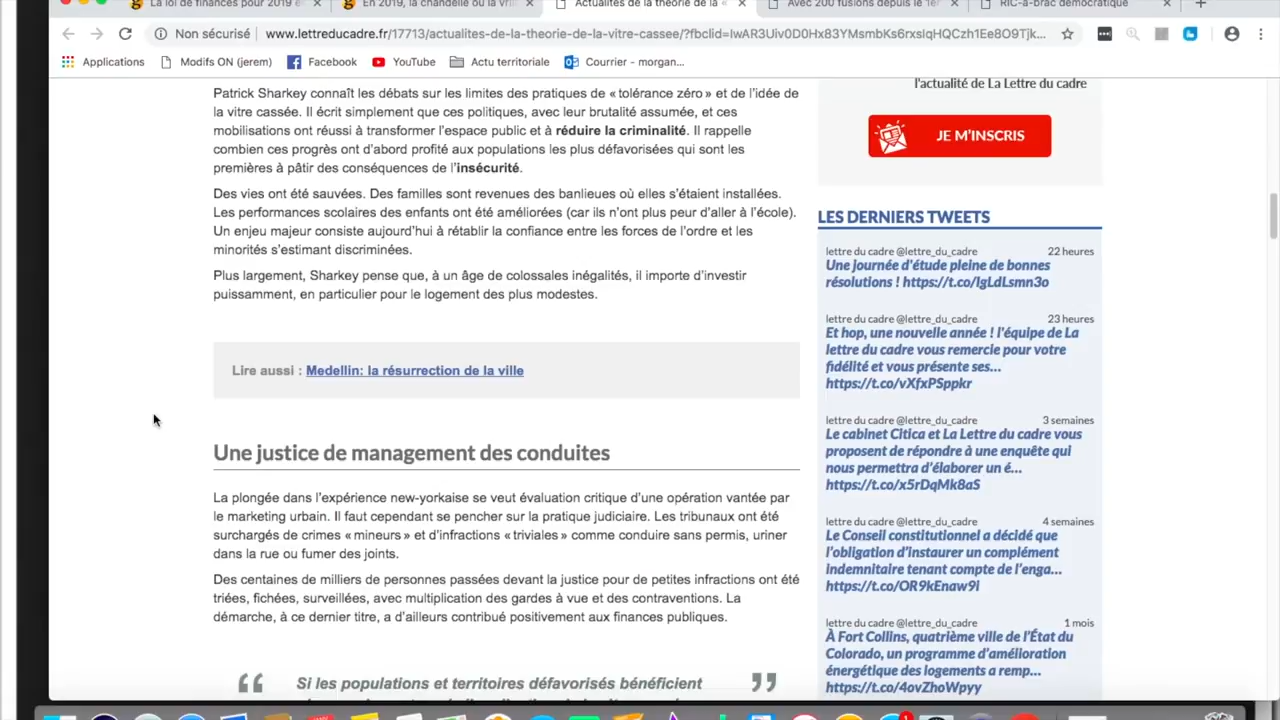 La loi de finances pour 2019 e
En 2019, la chandelle ou la vrill
Actualités de la théorie de la «
Avec 200 fusions depuis le 1er
RIC-à-brac démocratique
Non sécurisé
www.lettreducadre.fr/17713/actualites-de-la-theorie-de-la-vitre-cassee/?fbclid=IwAR3Uiv0D0Hx83YMsmbKs6rxsIqHQCzh1Ee8O9Tjk...
Applications
Modifs ON (jerem)
Facebook
YouTube
Actu territoriale
Courrier - morgan...
Patrick Sharkey connaît les débats sur les limites des pratiques de « tolérance zéro » et de l'idée de
la vitre cassée. Il écrit simplement que ces politiques, avec leur brutalité assumée, et ces
mobilisations ont réussi à transformer l'espace public et à réduire la criminalité. Il rappelle
combien ces progrès ont d'abord profité aux populations les plus défavorisées qui sont les
premières à pâtir des conséquences de l'insécurité.
Des vies ont été sauvées. Des familles sont revenues des banlieues où elles s'étaient installées.
Les performances scolaires des enfants ont été améliorées (car ils n'ont plus peur d'aller à l'école).
Un enjeu majeur consiste aujourd'hui à rétablir la confiance entre les forces de l'ordre et les
minorités s'estimant discriminées.
Plus largement, Sharkey pense que, à un âge de colossales inégalités, il importe d'investir
puissamment, en particulier pour le logement des plus modestes.
Lire aussi : Medellin: la résurrection de la ville
Une justice de management des conduites
La plongée dans l'expérience new-yorkaise se veut évaluation critique d'une opération vantée par
le marketing urbain. Il faut cependant se pencher sur la pratique judiciaire. Les tribunaux ont été
surchargés de crimes « mineurs » et d'infractions « triviales » comme conduire sans permis, uriner
dans la rue ou fumer des joints.
Des centaines de milliers de personnes passées devant la justice pour de petites infractions ont été
triées, fichées, surveillées, avec multiplication des gardes à vue et des contraventions. La
démarche, à ce dernier titre, a d'ailleurs contribué positivement aux finances publiques.
“ Si les populations et territoires défavorisés bénéficient ”
l'actualité de La Lettre du cadre
JE M'INSCRIS
LES DERNIERS TWEETS
lettre du cadre @lettre_du_cadre 22 heures
Une journée d'étude pleine de bonnes
résolutions ! https://t.co/IgLdLsmn3o
lettre du cadre @lettre_du_cadre 23 heures
Et hop, une nouvelle année ! l'équipe de La
lettre du cadre vous remercie pour votre
fidélité et vous présente ses...
https://t.co/vXfxPSppkr
lettre du cadre @lettre_du_cadre 3 semaines
Le cabinet Citica et La Lettre du cadre vous
proposent de répondre à une enquête qui
nous permettra d'élaborer un é...
https://t.co/x5rDqMk8aS
lettre du cadre @lettre_du_cadre 4 semaines
Le Conseil constitutionnel a décidé que
l'obligation d'instaurer un complément
indemnitaire tenant compte de l'enga...
https://t.co/OR9kEnaw9i
lettre du cadre @lettre_du_cadre 1 mois
À Fort Collins, quatrième ville de l'État du
Colorado, un programme d'amélioration
énergétique des logements a remp...
https://t.co/4ovZhoWpyy